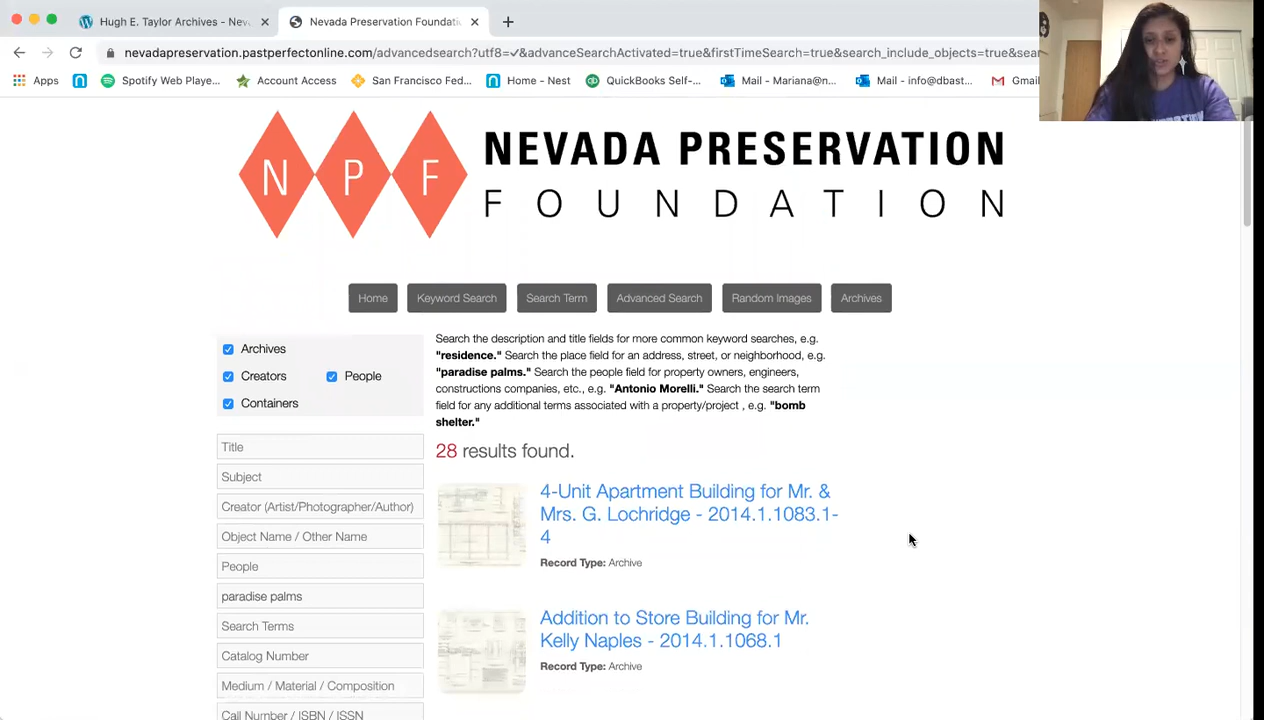 Hugh E. Taylor Archives - Nev
Nevada Preservation Foundati
nevadapreservation.pastperfectonline.com/advancedsearch?utf8=✓&advanceSearchActivated=true&firstTimeSearch=true&search_include_objects=true&sea
Apps
Spotify Web Playe...
Account Access
San Francisco Fed...
Home - Nest
QuickBooks Self-...
Mail - Mariana@n...
Mail - info@dbast...
Gmai
NPF
NEVADA PRESERVATION
FOUNDATION
Home
Keyword Search
Search Term
Advanced Search
Random Images
Archives
Archives
Creators
People
Containers
Search the description and title fields for more common keyword searches, e.g.
"residence." Search the place field for an address, street, or neighborhood, e.g.
"paradise palms." Search the people field for property owners, engineers,
constructions companies, etc., e.g. "Antonio Morelli." Search the search term
field for any additional terms associated with a property/project , e.g. "bomb
shelter."
28 results found.
Title
Subject
Creator (Artist/Photographer/Author)
Object Name / Other Name
People
paradise palms
Search Terms
Catalog Number
Medium / Material / Composition
Call Number / ISBN / ISSN
4-Unit Apartment Building for Mr. &
Mrs. G. Lochridge - 2014.1.1083.1-
4
Record Type: Archive
Addition to Store Building for Mr.
Kelly Naples - 2014.1.1068.1
Record Type: Archive